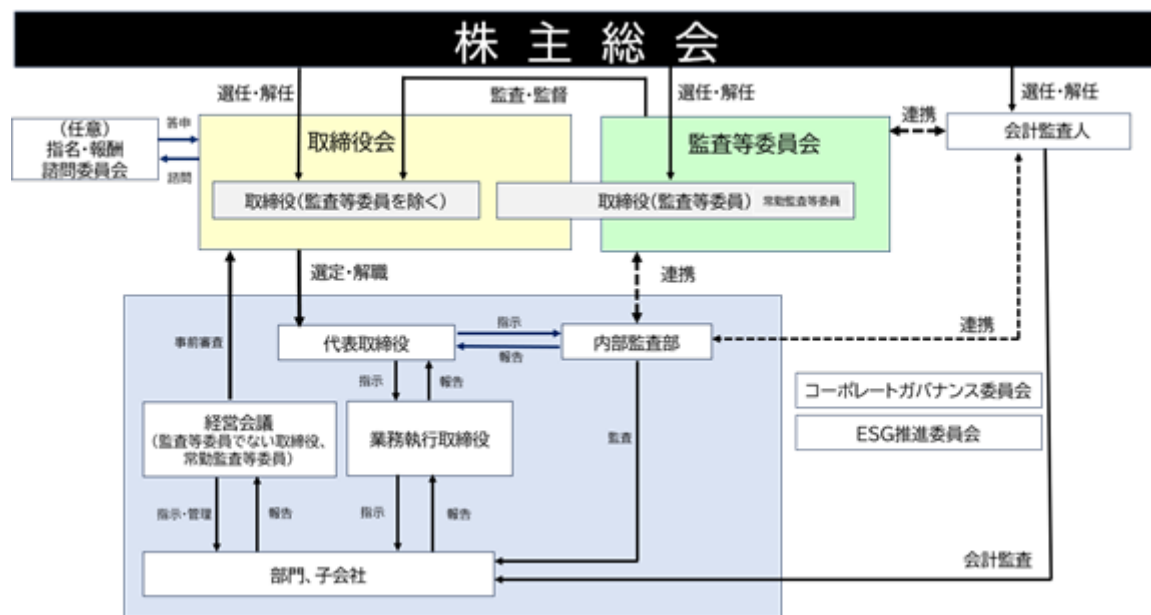 株主総会
選任・解任
監査・監督
選任・解任
選任・解任
連携
(任意)
指名・報酬
諮問委員会
答申
諮問
取締役会
監査等委員会
会計監査人
取締役(監査等委員を除く)
取締役(監査等委員) 常勤監査等委員
選定・解職
連携
事前審査
代表取締役
指示
報告
内部監査部
連携
指示
報告
コーポレートガバナンス委員会
経営会議
(監査等委員でない取締役、
常勤監査等委員)
業務執行取締役
監査
ESG推進委員会
指示・管理
報告
指示
報告
部門、子会社
会計監査